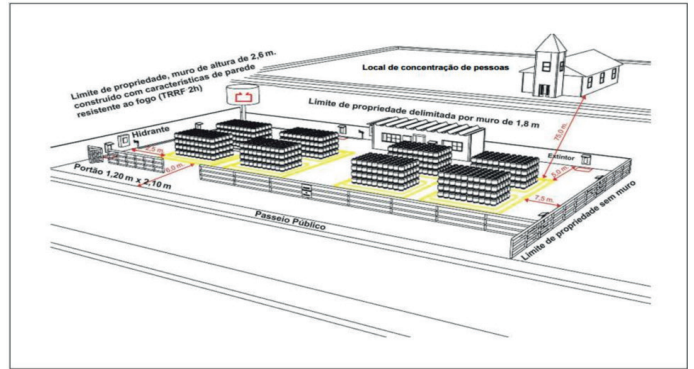 Limite de propriedade, muro de altura de 2,6 m.
construído com características de parede
resistente ao fogo (TRRF 2h)
Local de concentração de pessoas
Limite de propriedade delimitada por muro de 1,8 m
Hidrante
Extintor
Portão 1,20 m x 2,10 m
7,5 m.
Passeio Público
Limite de propriedade sem muro